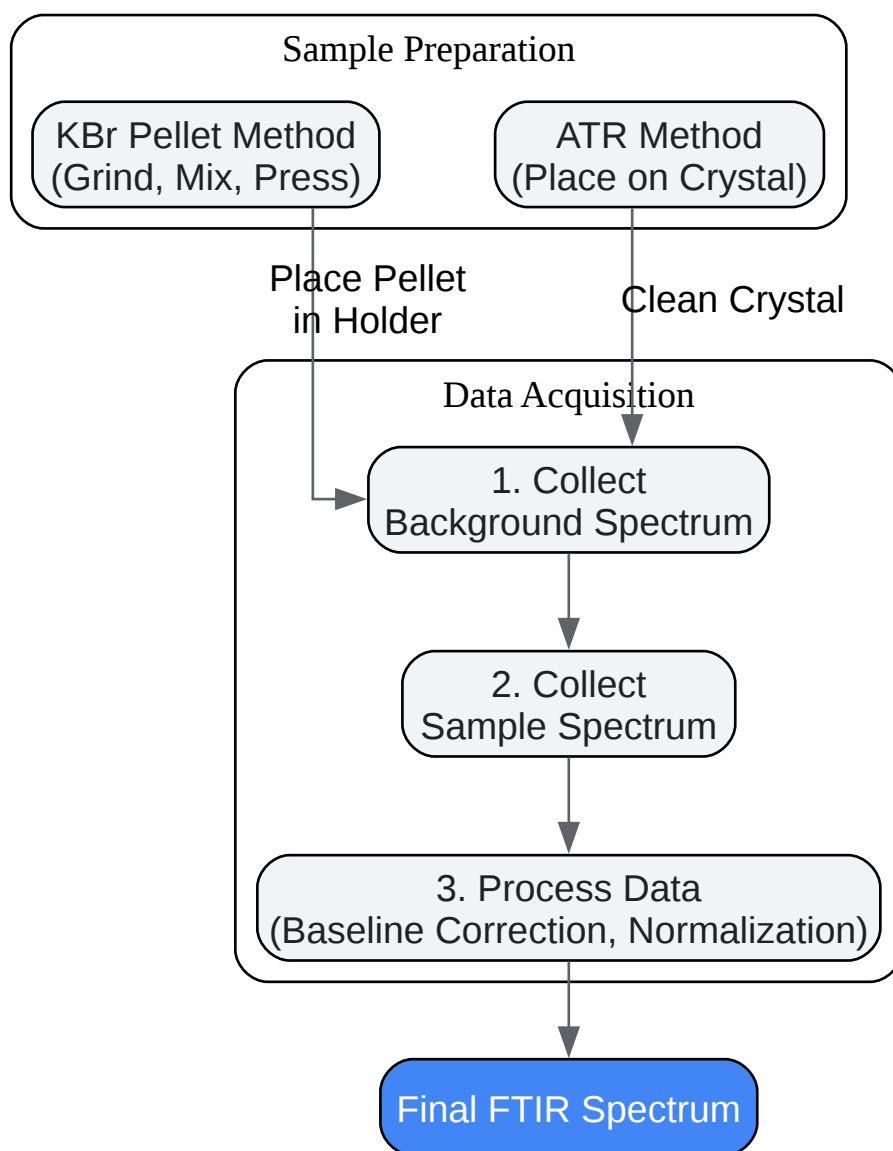 Sample Preparation
KBr Pellet Method
(Grind, Mix, Press)
ATR Method
(Place on Crystal)
Place Pellet
in Holder
Clean Crystal
Data Acquisition
1. Collect
Background Spectrum
2. Collect
Sample Spectrum
3. Process Data
(Baseline Correction, Normalization)
Final FTIR Spectrum